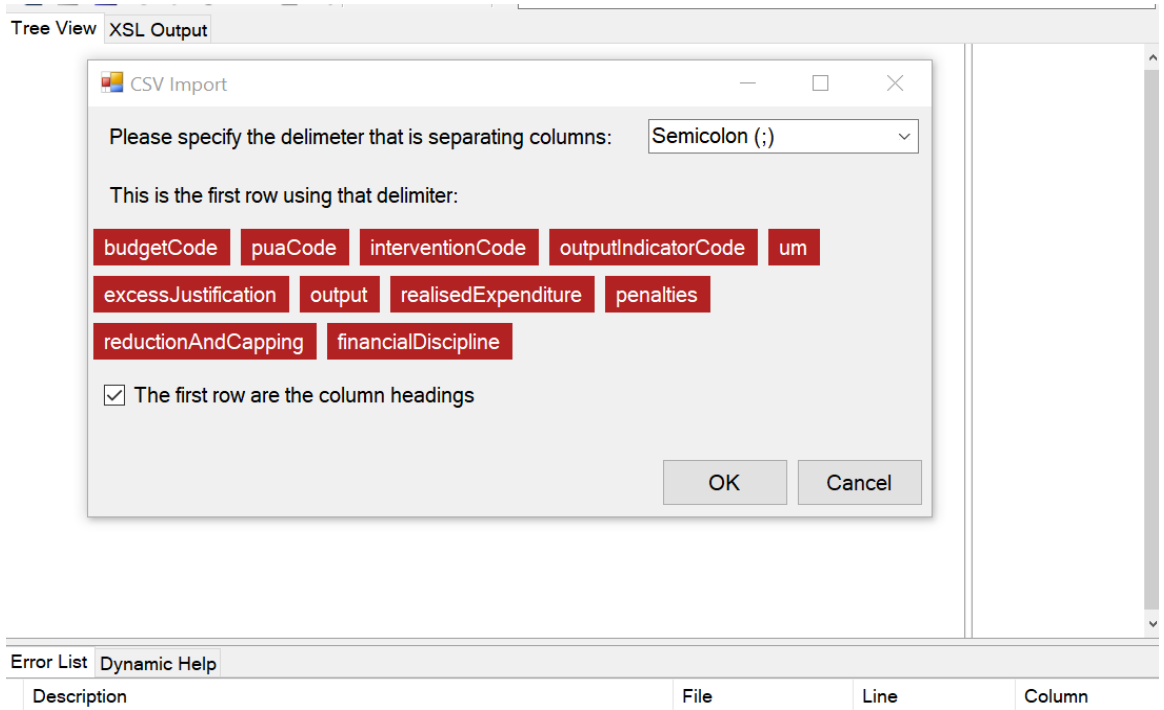 Tree View XSL Output
CSV Import
Please specify the delimeter that is separating columns: Semicolon (;)
This is the first row using that delimiter:
budgetCode puaCode interventionCode outputIndicatorCode um
excessJustification output realisedExpenditure penalties
reductionAndCapping financialDiscipline
The first row are the column headings
OK Cancel
Error List Dynamic Help
Description File Line Column